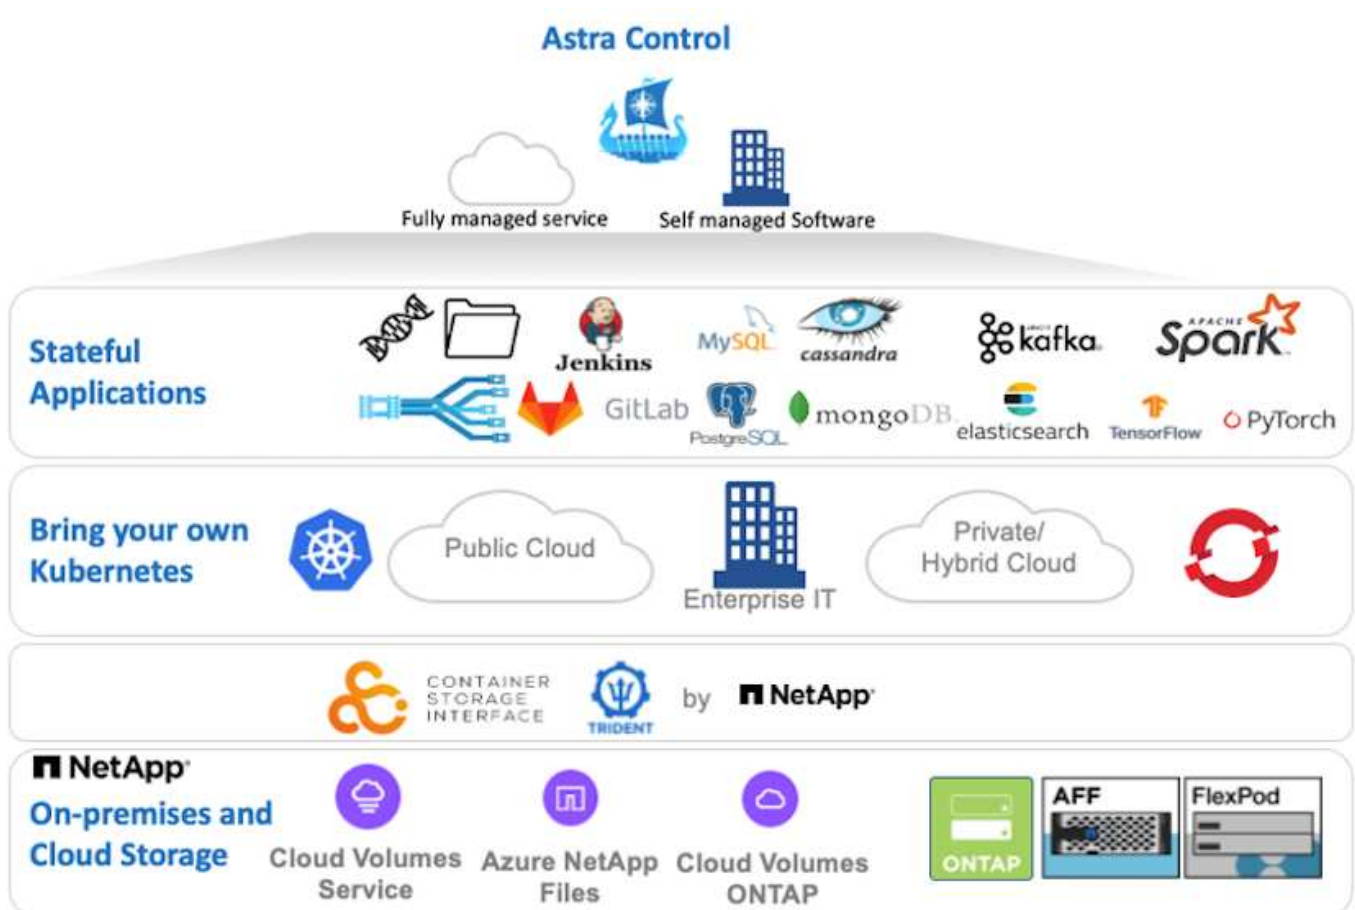 Astra Control
Fully managed service
Self managed Software
Stateful
Applications
Jenkins
MySQL
cassandra
kafka
APACHE
Spark
GitLab
PostgreSQL
mongoDB.
elasticsearch
TensorFlow
PyTorch
Bring your own
Kubernetes
Public Cloud
Enterprise IT
Private/
Hybrid Cloud
CONTAINER
STORAGE
INTERFACE
TRIDENT
by
NetApp
NetApp
On-premises and
Cloud Storage
Cloud Volumes
Service
Azure NetApp
Files
Cloud Volumes
ONTAP
ONTAP
AFF
FlexPod